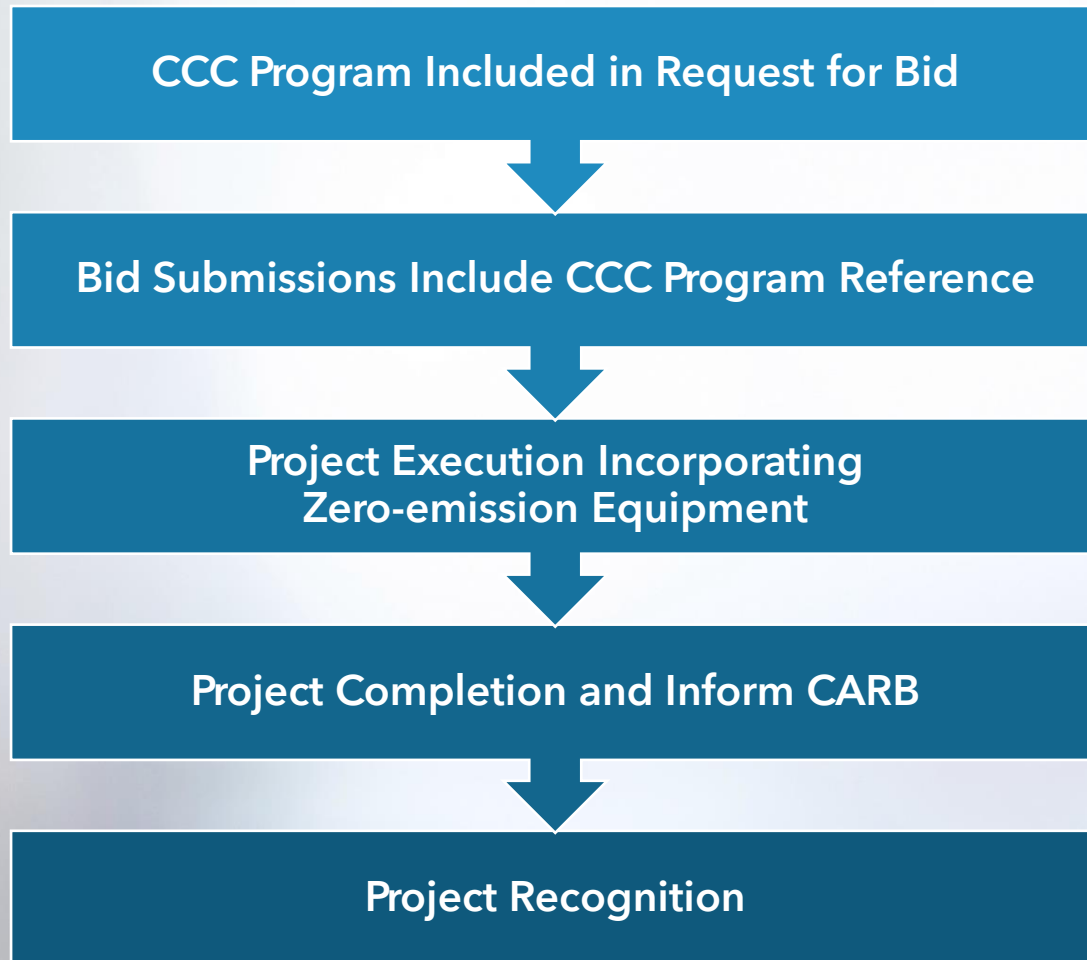 CCC Program Included in Request for Bid
Bid Submissions Include CCC Program Reference
Project Execution Incorporating
Zero-emission Equipment
Project Completion and Inform CARB
Project Recognition